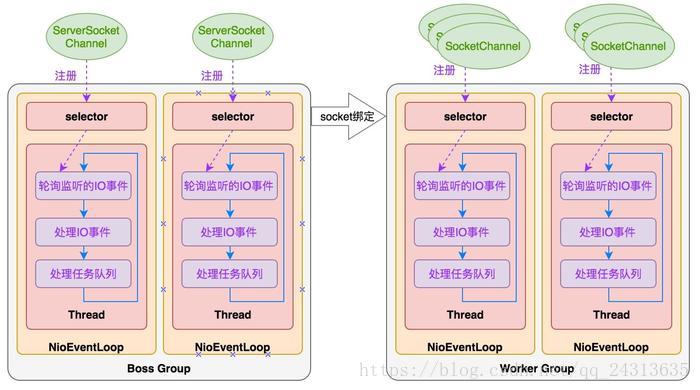 ServerSocket
Channel
注册
selector
轮询监听的IO事件
处理IO事件
处理任务队列
Thread
NioEventLoop
ServerSocket
Channel
注册
selector
轮询监听的IO事件
处理IO事件
处理任务队列
Thread
NioEventLoop
Boss Group
socket绑定
SocketChannel
注册
selector
轮询监听的IO事件
处理IO事件
处理任务队列
Thread
NioEventLoop
SocketChannel
注册
selector
轮询监听的IO事件
处理IO事件
处理任务队列
Thread
NioEventLoop
Worker Group
https://blog.csdn.net/qq_24313635